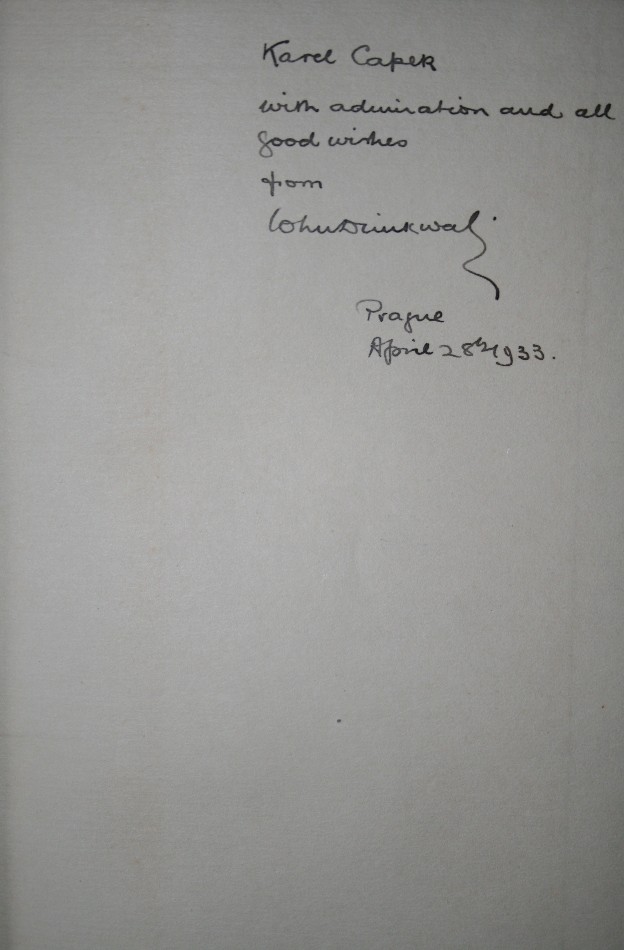 Karel Capek
with admiration and all
good wishes
from
John Drinkwater
Prague
April 28th 1933.